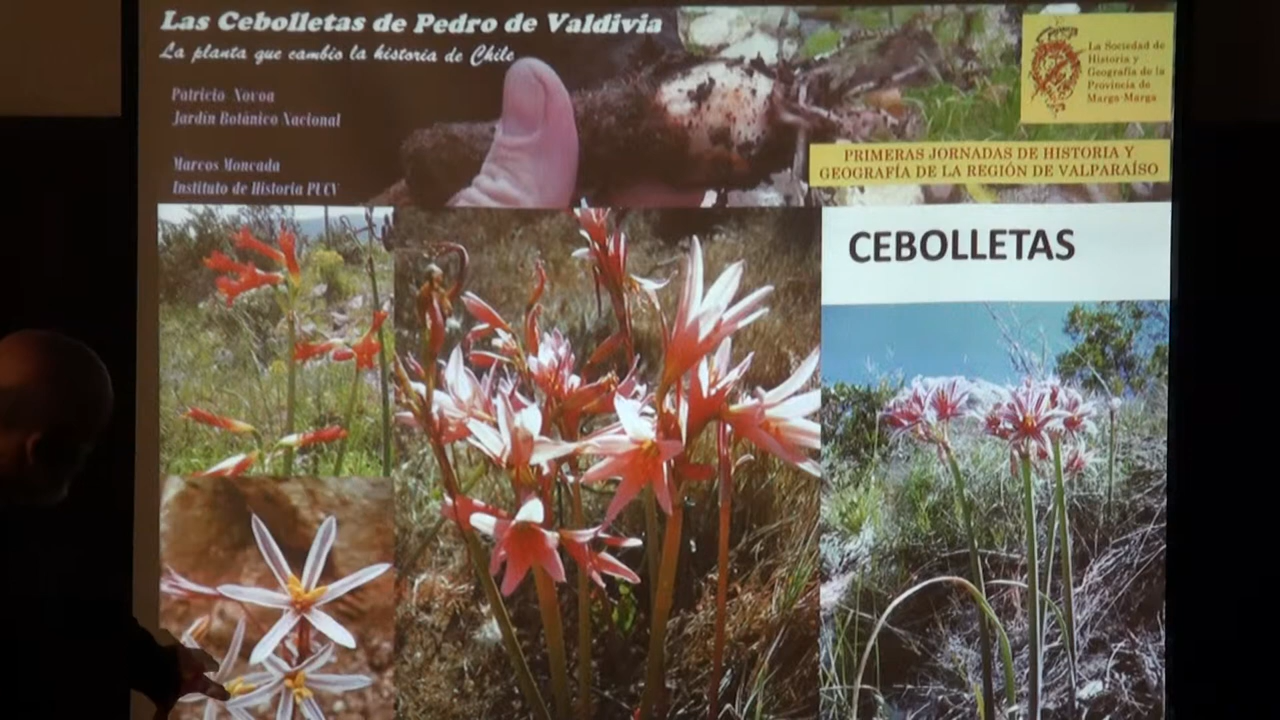 Las Cebolletas de Pedro de Valdivia
La planta que cambio la historia de Chile
Patricio Novoa
Jardín Botánico Nacional
Marcos Moncada
Instituto de Historia PUCV
La Sociedad de
Historia y
Geografía de la
Provincia de
Marga-Marga
PRIMERAS JORNADAS DE HISTORIA Y
GEOGRAFÍA DE LA REGIÓN DE VALPARAÍSO
CEBOLLETAS